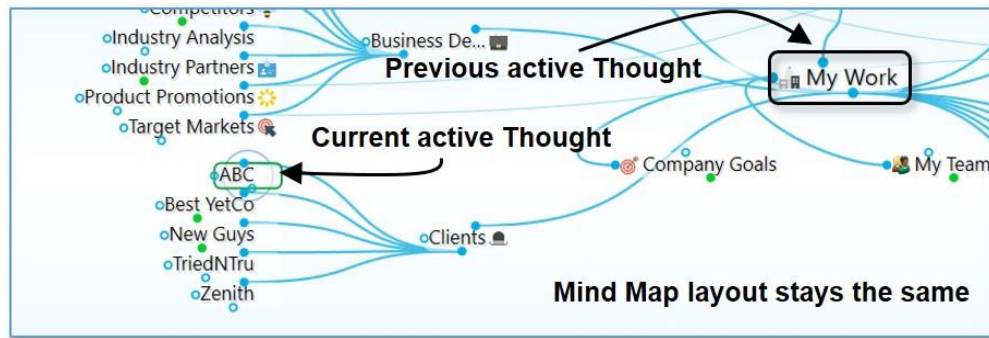 Competitors
Industry Analysis
Business De...
Industry Partners
Previous active Thought
My Work
Product Promotions
Target Markets
Current active Thought
Company Goals
My Team
ABC
Best YetCo
New Guys
Clients
TriedNTru
Zenith
Mind Map layout stays the same